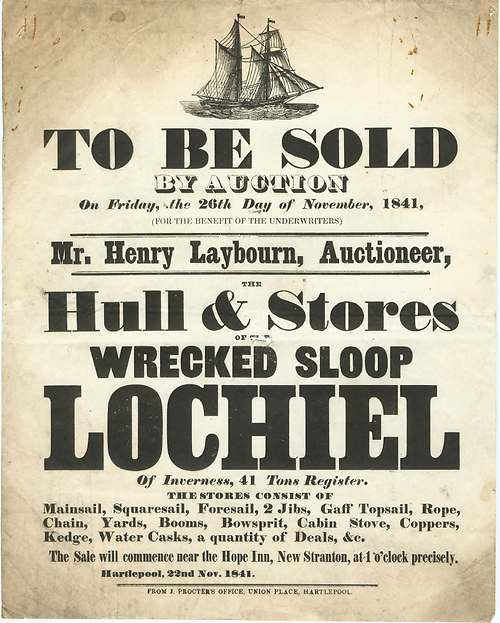 TO BE SOLD
BY AUCTION
On Friday, the 26th Day of November, 1841,
(FOR THE BENEFIT OF THE UNDERWRITERS)
Mr. Henry Laybourn, Auctioneer,
THE
Hull & Stores
OF THE
WRECKED SLOOP
LOCHIEL
Of Inverness, 41 Tons Register.
THE STORES CONSIST OF
Mainsail, Squaresail, Foresail, 2 Jibs, Gaff Topsail, Rope,
Chain, Yards, Booms, Bowsprit, Cabin Stove, Coppers,
Kedge, Water Casks, a quantity of Deals, &c.
The Sale will commence near the Hope Inn, New Stranton, at 1 o'clock precisely.
Hartlepool, 22nd Nov. 1841.
FROM J. PROCTER'S OFFICE, UNION PLACE, HARTLEPOOL.